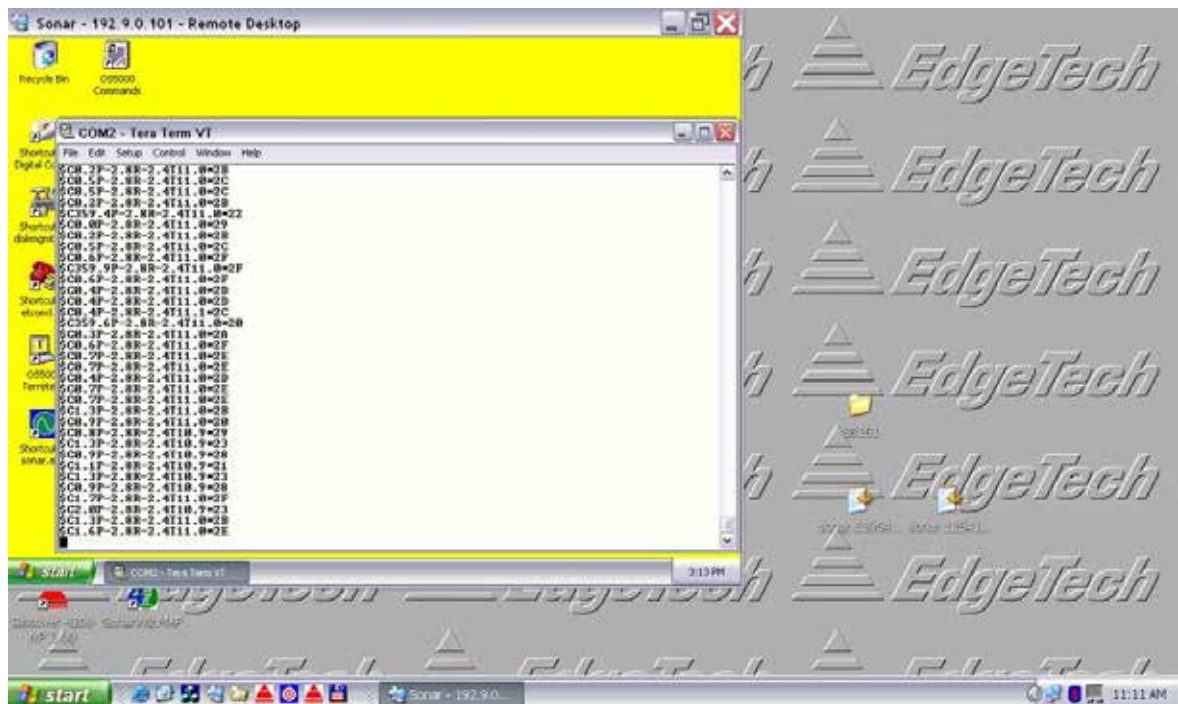 Sonar - 192.9.0.101 - Remote Desktop
Recycle Bin
OS5000 Commands
COM2 - Tera Term VT
File Edit Setup Control Window Help
$C0.2P-2.8R-2.4T11.0*2B
$C0.5P-2.8R-2.4T11.0*2C
$C0.5P-2.8R-2.4T11.0*2C
$C0.2P-2.8R-2.4T11.0*2B
$C359.4P-2.8R-2.4T11.0*22
$C0.0P-2.8R-2.4T11.0*29
$C0.2P-2.8R-2.4T11.0*2B
$C0.5P-2.8R-2.4T11.0*2C
$C0.6P-2.8R-2.4T11.0*2F
$C359.9P-2.8R-2.4T11.0*2F
$C0.6P-2.8R-2.4T11.0*2F
$C0.4P-2.8R-2.4T11.0*2D
$C0.4P-2.8R-2.4T11.0*2D
$C0.4P-2.8R-2.4T11.1*2C
$C359.6P-2.8R-2.4T11.0*20
$C0.3P-2.8R-2.4T11.0*2A
$C0.6P-2.8R-2.4T11.0*2F
$C0.7P-2.8R-2.4T11.0*2E
$C0.7P-2.8R-2.4T11.0*2E
$C0.4P-2.8R-2.4T11.0*2D
$C0.7P-2.8R-2.4T11.0*2E
$C0.7P-2.8R-2.4T11.0*2E
$C1.3P-2.8R-2.4T11.0*2B
$C0.9P-2.8R-2.4T11.0*20
$C0.8P-2.8R-2.4T10.9*29
$C1.3P-2.8R-2.4T10.9*23
$C0.9P-2.8R-2.4T10.9*28
$C1.1P-2.8R-2.4T10.9*21
$C1.3P-2.8R-2.4T10.9*23
$C0.9P-2.8R-2.4T10.9*28
$C1.7P-2.8R-2.4T11.0*2F
$C2.0P-2.8R-2.4T10.9*23
$C1.3P-2.8R-2.4T11.0*2B
$C1.6P-2.8R-2.4T11.0*2E
start
COM2 - Tera Term VT
3:13 PM
EdgeTech
EdgeTech
EdgeTech
EdgeTech
EdgeTech
EdgeTech
start
Sonar - 192.9.0...
11:11 AM